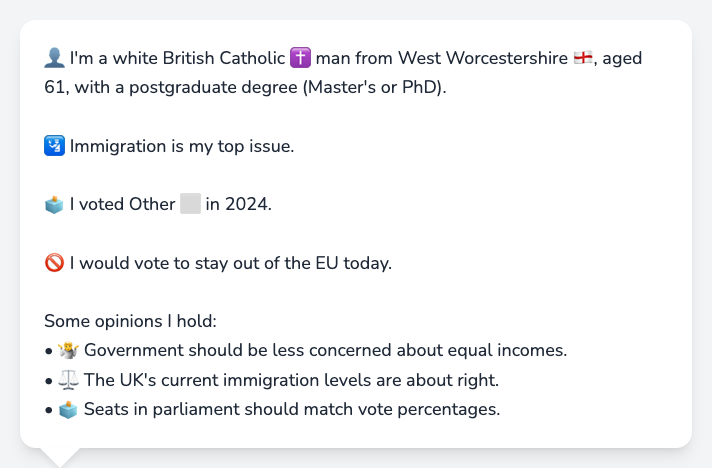 👤 I'm a white British Catholic ✝️ man from West Worcestershire 🏴󠁧󠁢󠁥󠁮󠁧󠁿, aged
61, with a postgraduate degree (Master's or PhD).
🛂 Immigration is my top issue.
🗳️ I voted Other ⬜ in 2024.
🚫 I would vote to stay out of the EU today.
Some opinions I hold:
• 🤷 Government should be less concerned about equal incomes.
• ⚖️ The UK's current immigration levels are about right.
• 🗳️ Seats in parliament should match vote percentages.